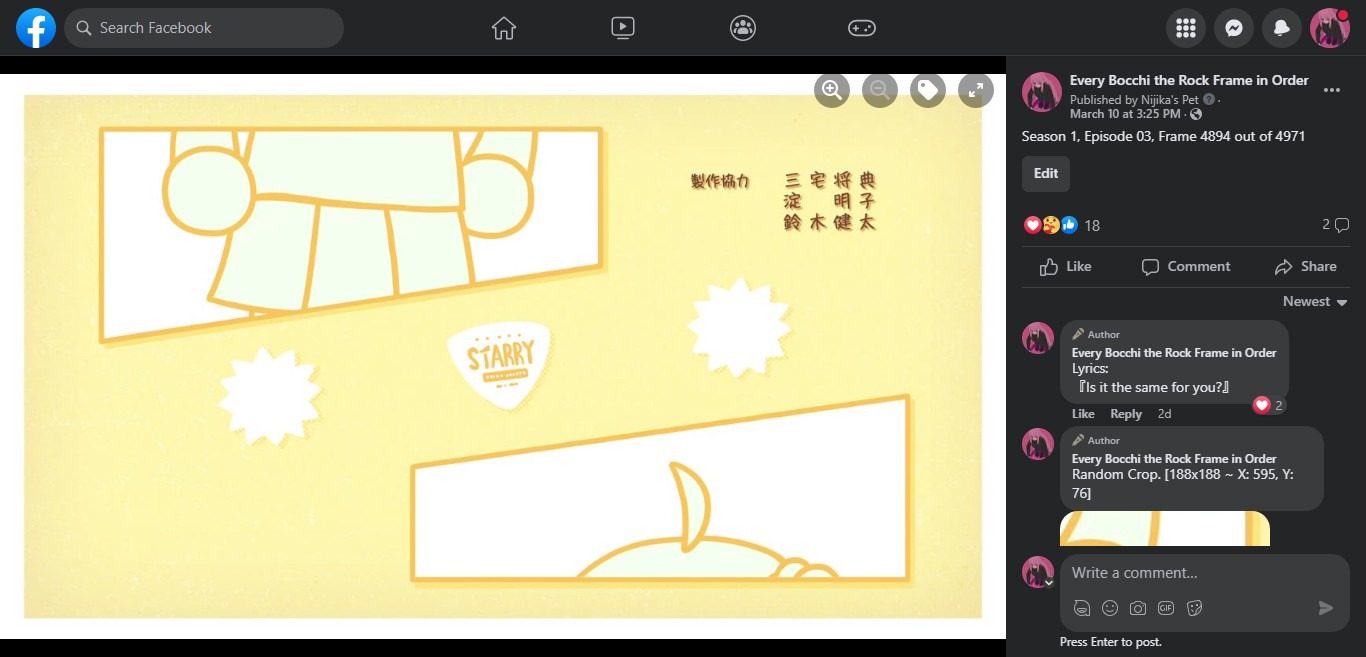 Search Facebook
製作協力 三宅将典
淀 明子
鈴木健太
STARRY
Every Bocchi the Rock Frame in Order
Published by Nijika's Pet ·
March 10 at 3:25 PM ·
Season 1, Episode 03, Frame 4894 out of 4971
Edit
18
2
Like
Comment
Share
Newest
Author
Every Bocchi the Rock Frame in Order
Lyrics:
『Is it the same for you?』
2
Like Reply 2d
Author
Every Bocchi the Rock Frame in Order
Random Crop. [188x188 ~ X: 595, Y:
76]
Write a comment...
GIF
Press Enter to post.